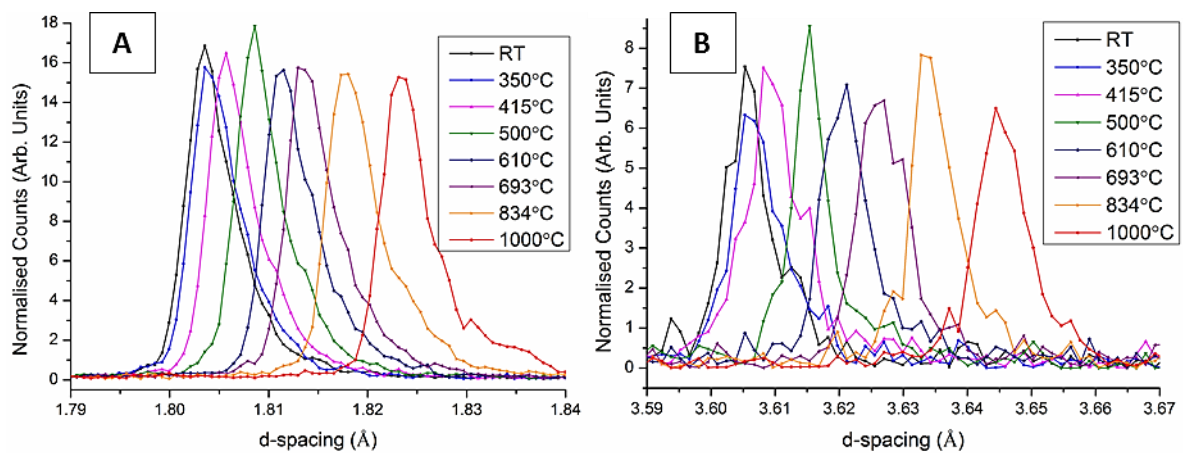 A
18
16
14
12
10
8
6
4
2
0
Normalised Counts (Arb. Units)
1.79 1.80 1.81 1.82 1.83 1.84
d-spacing (Å)
RT
350°C
415°C
500°C
610°C
693°C
834°C
1000°C
B
8
7
6
5
4
3
2
1
0
Normalised Counts (Arb. Units)
3.59 3.60 3.61 3.62 3.63 3.64 3.65 3.66 3.67
d-spacing (Å)
RT
350°C
415°C
500°C
610°C
693°C
834°C
1000°C